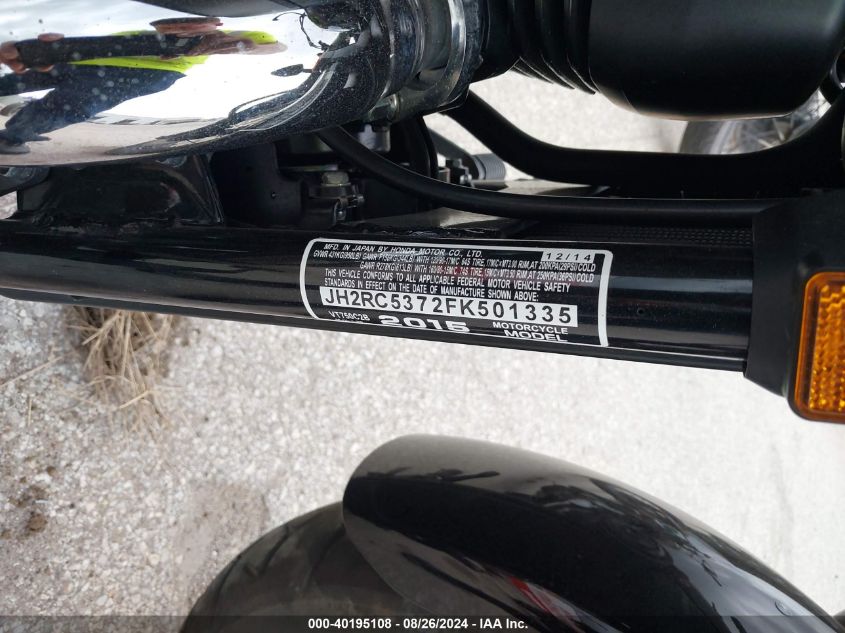 MFD. IN JAPAN BY HONDA MOTOR CO., LTD. 12/14
THIS VEHICLE CONFORMS TO ALL APPLICABLE FEDERAL MOTOR VEHICLE SAFETY
STANDARDS IN EFFECT ON THE DATE OF MANUFACTURE SHOWN ABOVE.
JH2RC5372FK501335
VT750C2B 2015 MOTORCYCLE
MODEL
000-40195108 - 08/26/2024 - IAA Inc.